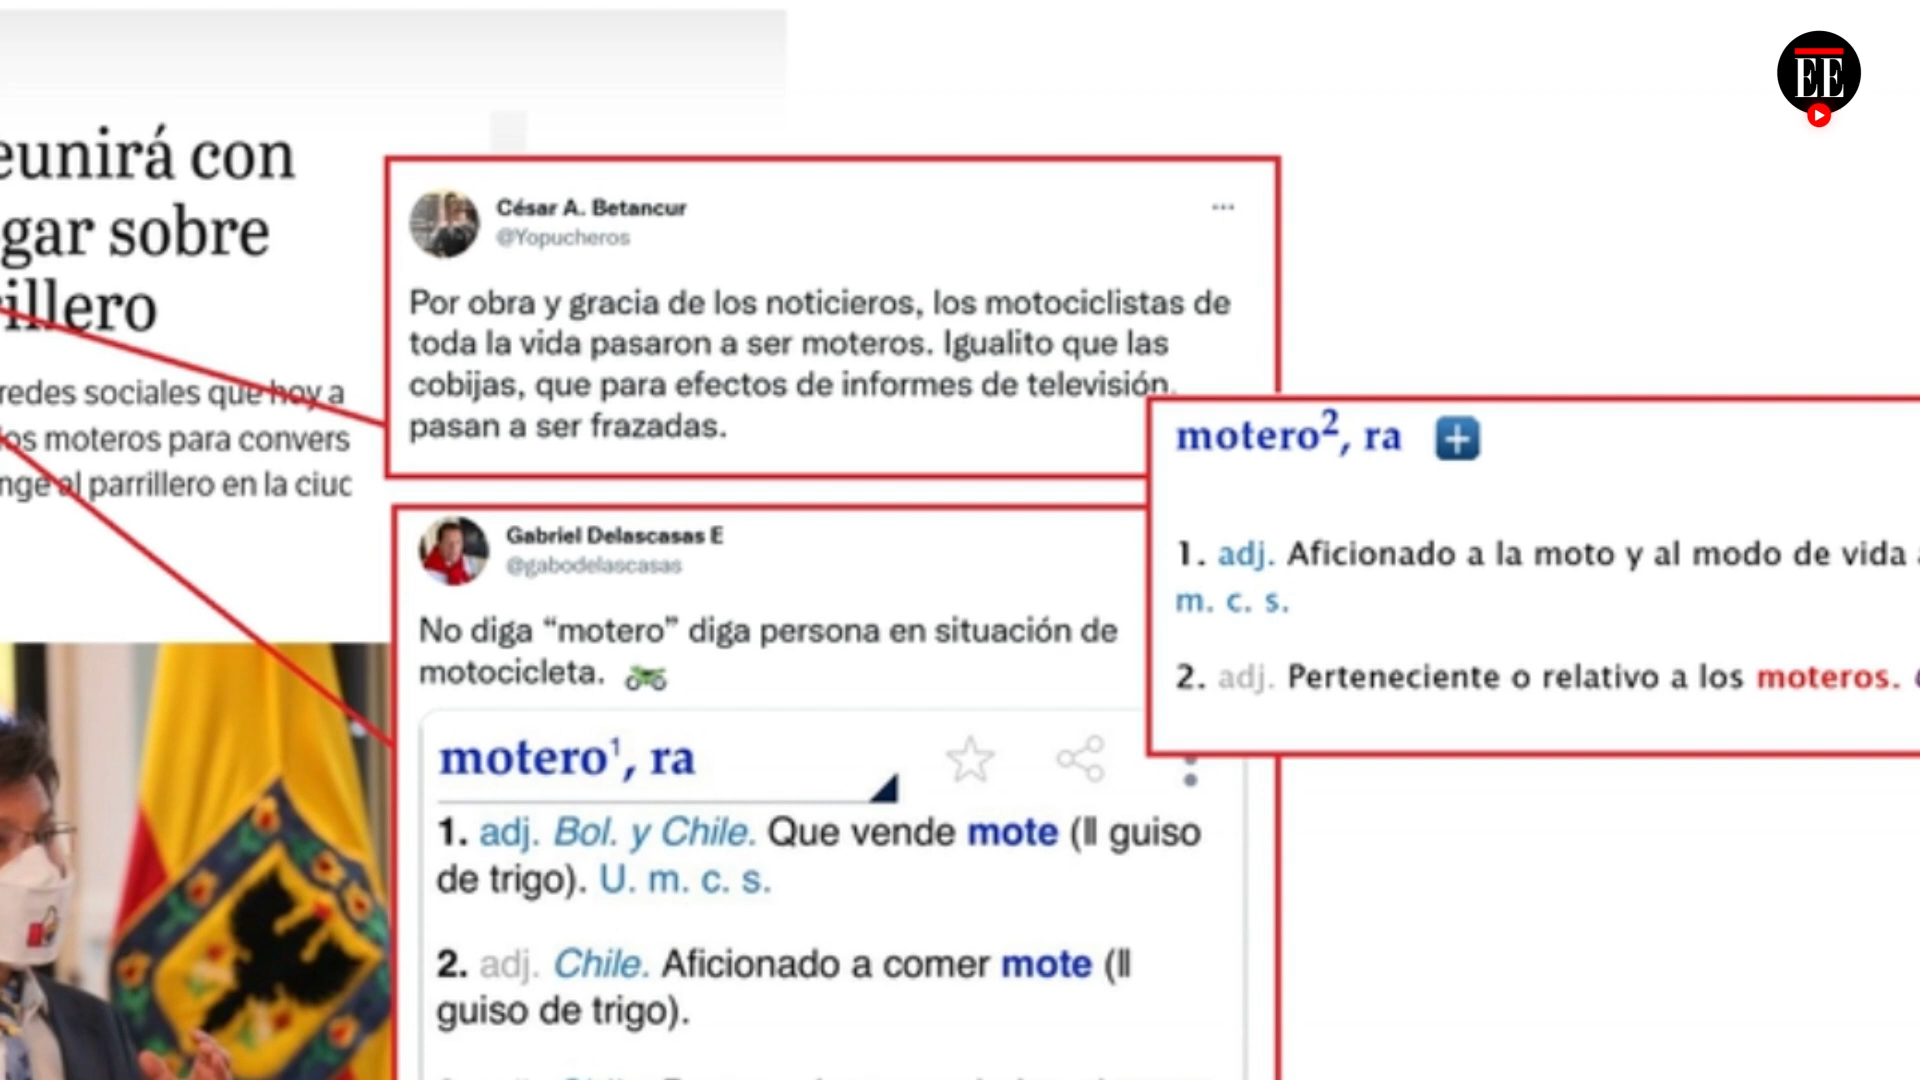 EE
eunirá con
gar sobre
illero
redes sociales que hoy a
los moteros para convers
nge al parrillero en la ciuc
César A. Betancur
@Yopucheros
Por obra y gracia de los noticieros, los motociclistas de
toda la vida pasaron a ser moteros. Igualito que las
cobijas, que para efectos de informes de televisión
pasan a ser frazadas.
Gabriel Delascasas E
@gabodelascasas
No diga “motero” diga persona en situación de
motocicleta.
motero¹, ra
1. adj. Bol. y Chile. Que vende mote (‖ guiso
de trigo). U. m. c. s.
2. adj. Chile. Aficionado a comer mote (‖
guiso de trigo).
motero², ra
1. adj. Aficionado a la moto y al modo de vida
m. c. s.
2. adj. Perteneciente o relativo a los moteros.